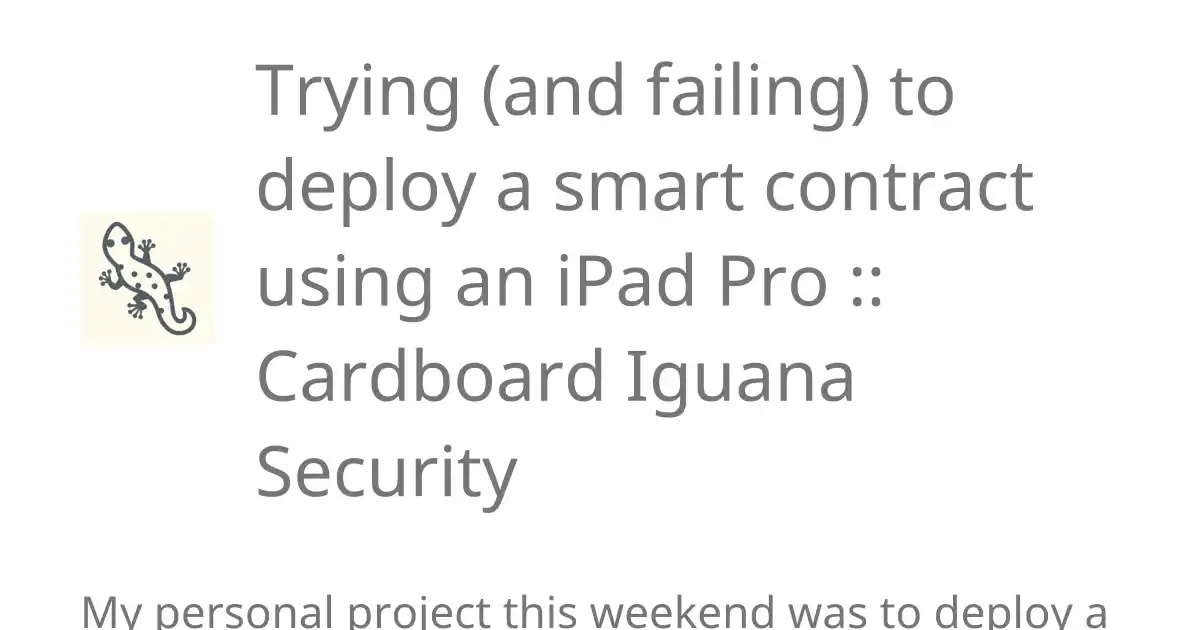 Trying (and failing) to
deploy a smart contract
using an iPad Pro ::
Cardboard Iguana
Security
My personal project this weekend was to deploy a